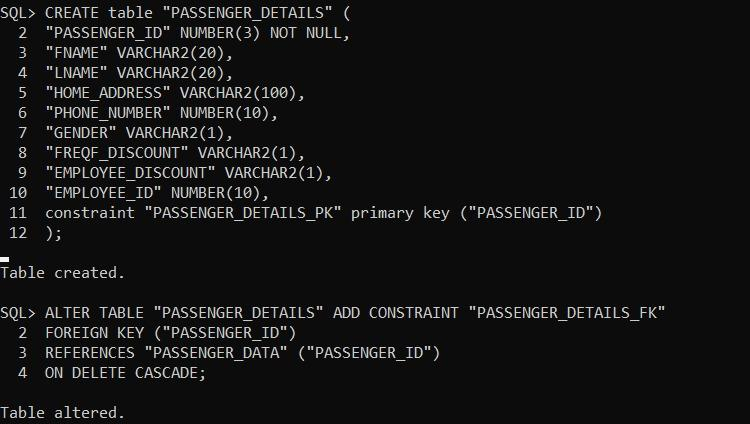 SQL> CREATE table "PASSENGER_DETAILS" (
  2  "PASSENGER_ID" NUMBER(3) NOT NULL,
  3  "FNAME" VARCHAR2(20),
  4  "LNAME" VARCHAR2(20),
  5  "HOME_ADDRESS" VARCHAR2(100),
  6  "PHONE_NUMBER" NUMBER(10),
  7  "GENDER" VARCHAR2(1),
  8  "FREQF_DISCOUNT" VARCHAR2(1),
  9  "EMPLOYEE_DISCOUNT" VARCHAR2(1),
 10  "EMPLOYEE_ID" NUMBER(10),
 11  constraint "PASSENGER_DETAILS_PK" primary key ("PASSENGER_ID")
 12  );
Table created.
SQL> ALTER TABLE "PASSENGER_DETAILS" ADD CONSTRAINT "PASSENGER_DETAILS_FK"
  2  FOREIGN KEY ("PASSENGER_ID")
  3  REFERENCES "PASSENGER_DATA" ("PASSENGER_ID")
  4  ON DELETE CASCADE;
Table altered.